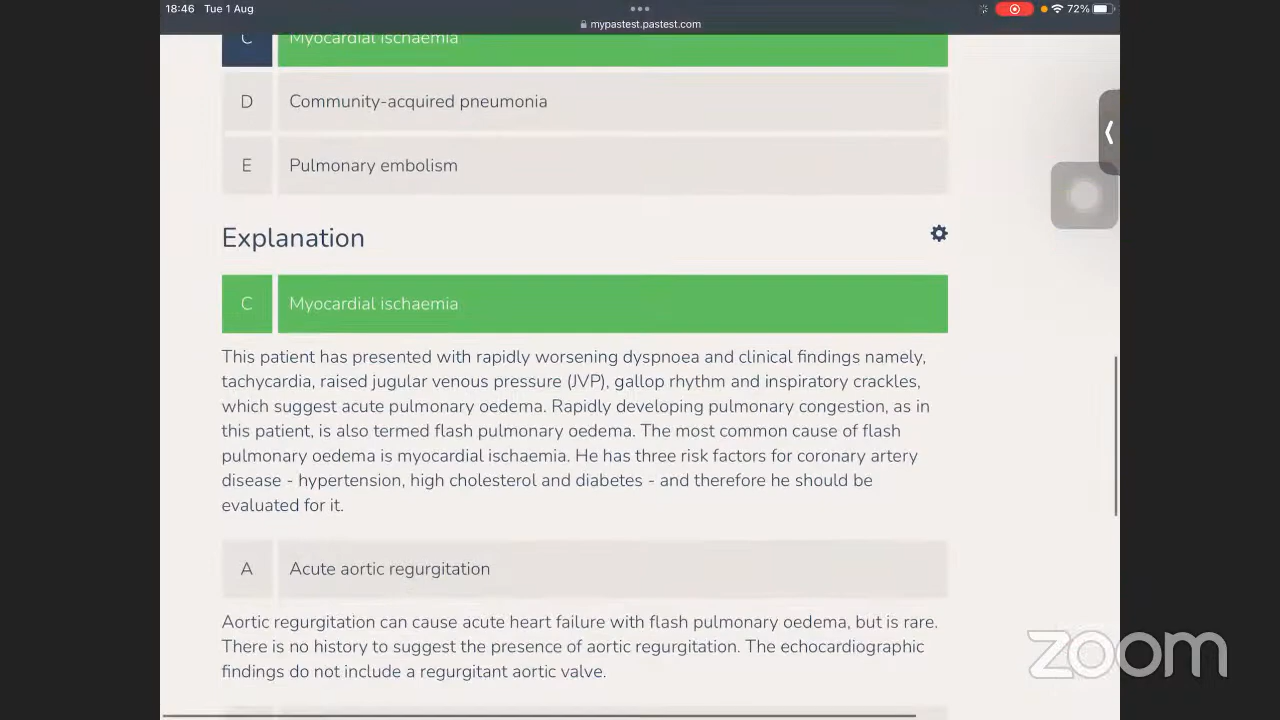 18:46 Tue 1 Aug
72%
mypastest.pastest.com
C Myocardial ischaemia
D Community-acquired pneumonia
E Pulmonary embolism
Explanation
C Myocardial ischaemia
This patient has presented with rapidly worsening dyspnoea and clinical findings namely,
tachycardia, raised jugular venous pressure (JVP), gallop rhythm and inspiratory crackles,
which suggest acute pulmonary oedema. Rapidly developing pulmonary congestion, as in
this patient, is also termed flash pulmonary oedema. The most common cause of flash
pulmonary oedema is myocardial ischaemia. He has three risk factors for coronary artery
disease - hypertension, high cholesterol and diabetes - and therefore he should be
evaluated for it.
A Acute aortic regurgitation
Aortic regurgitation can cause acute heart failure with flash pulmonary oedema, but is rare.
There is no history to suggest the presence of aortic regurgitation. The echocardiographic
findings do not include a regurgitant aortic valve.
zoom